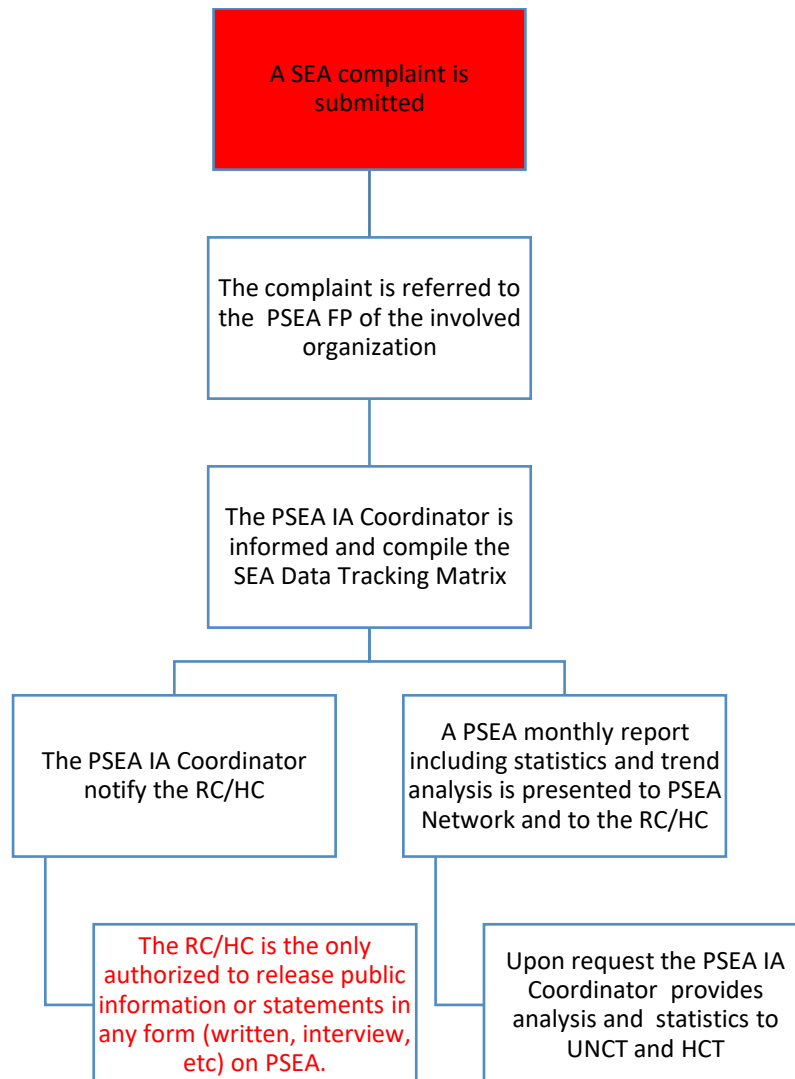 A SEA complaint is
submitted
The complaint is referred to
the PSEA FP of the involved
organization
The PSEA IA Coordinator is
informed and compile the
SEA Data Tracking Matrix
The PSEA IA Coordinator
notify the RC/HC
A PSEA monthly report
including statistics and trend
analysis is presented to PSEA
Network and to the RC/HC
The RC/HC is the only
authorized to release public
information or statements in
any form (written, interview,
etc) on PSEA.
Upon request the PSEA IA
Coordinator provides
analysis and statistics to
UNCT and HCT